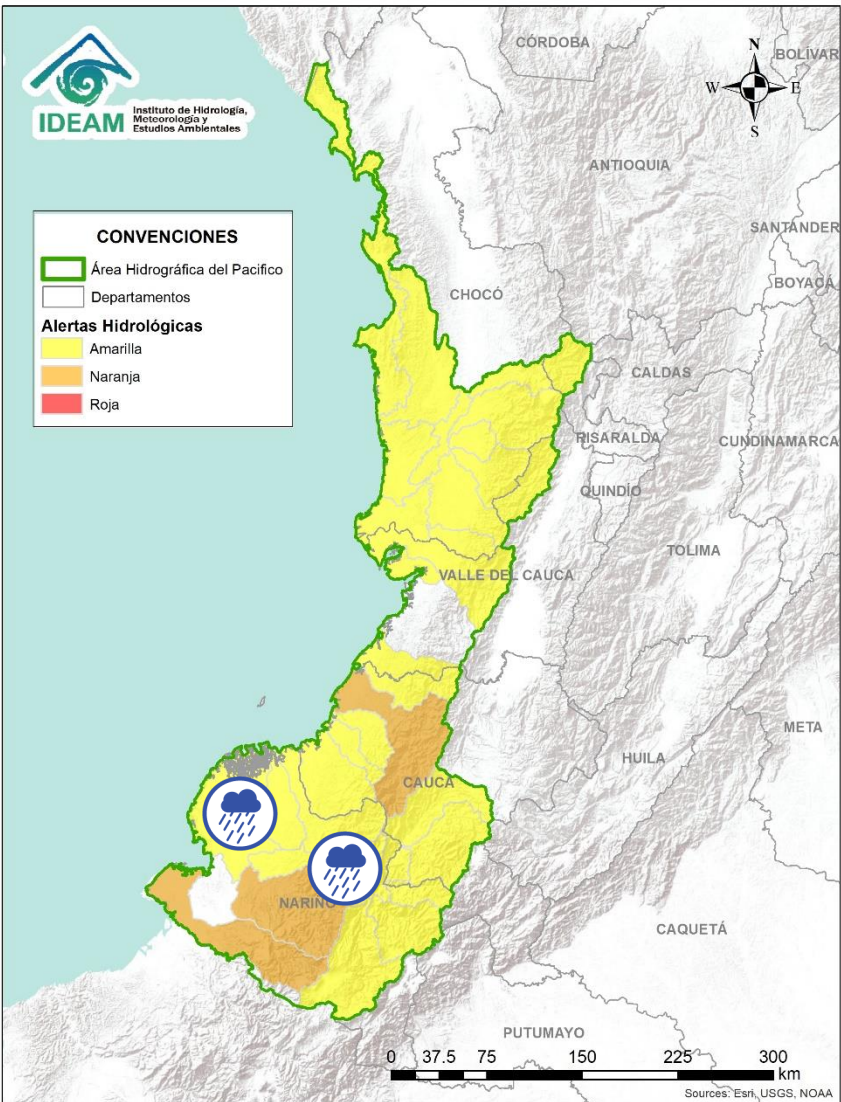 IDEAM
Instituto de Hidrología,
Meteorología y
Estudios Ambientales
N
W
E
S
CÓRDOBA
BOLÍVAR
ANTIOQUIA
SANTANDER
BOYACÁ
CHOCÓ
CALDAS
RISARALDA
CUNDINAMARCA
QUINDÍO
TOLIMA
VALLE DEL CAUCA
META
HUILA
CAUCA
NARIÑO
CAQUETÁ
PUTUMAYO
CONVENCIONES
Área Hidrográfica del Pacifico
Departamentos
Alertas Hidrológicas
Amarilla
Naranja
Roja
0 37.5 75 150 225 300
km
Sources: Esri, USGS, NOAA